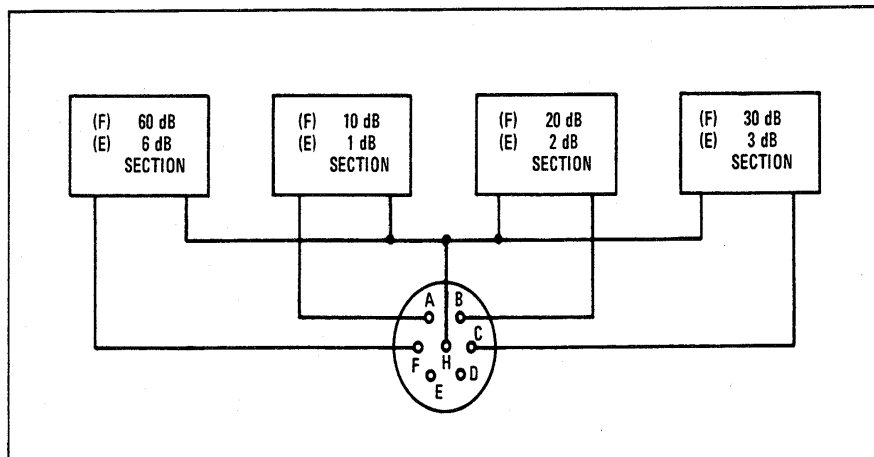 (F) 60 dB
(E) 6 dB
SECTION
(F) 10 dB
(E) 1 dB
SECTION
(F) 20 dB
(E) 2 dB
SECTION
(F) 30 dB
(E) 3 dB
SECTION
A B
F H C
E D